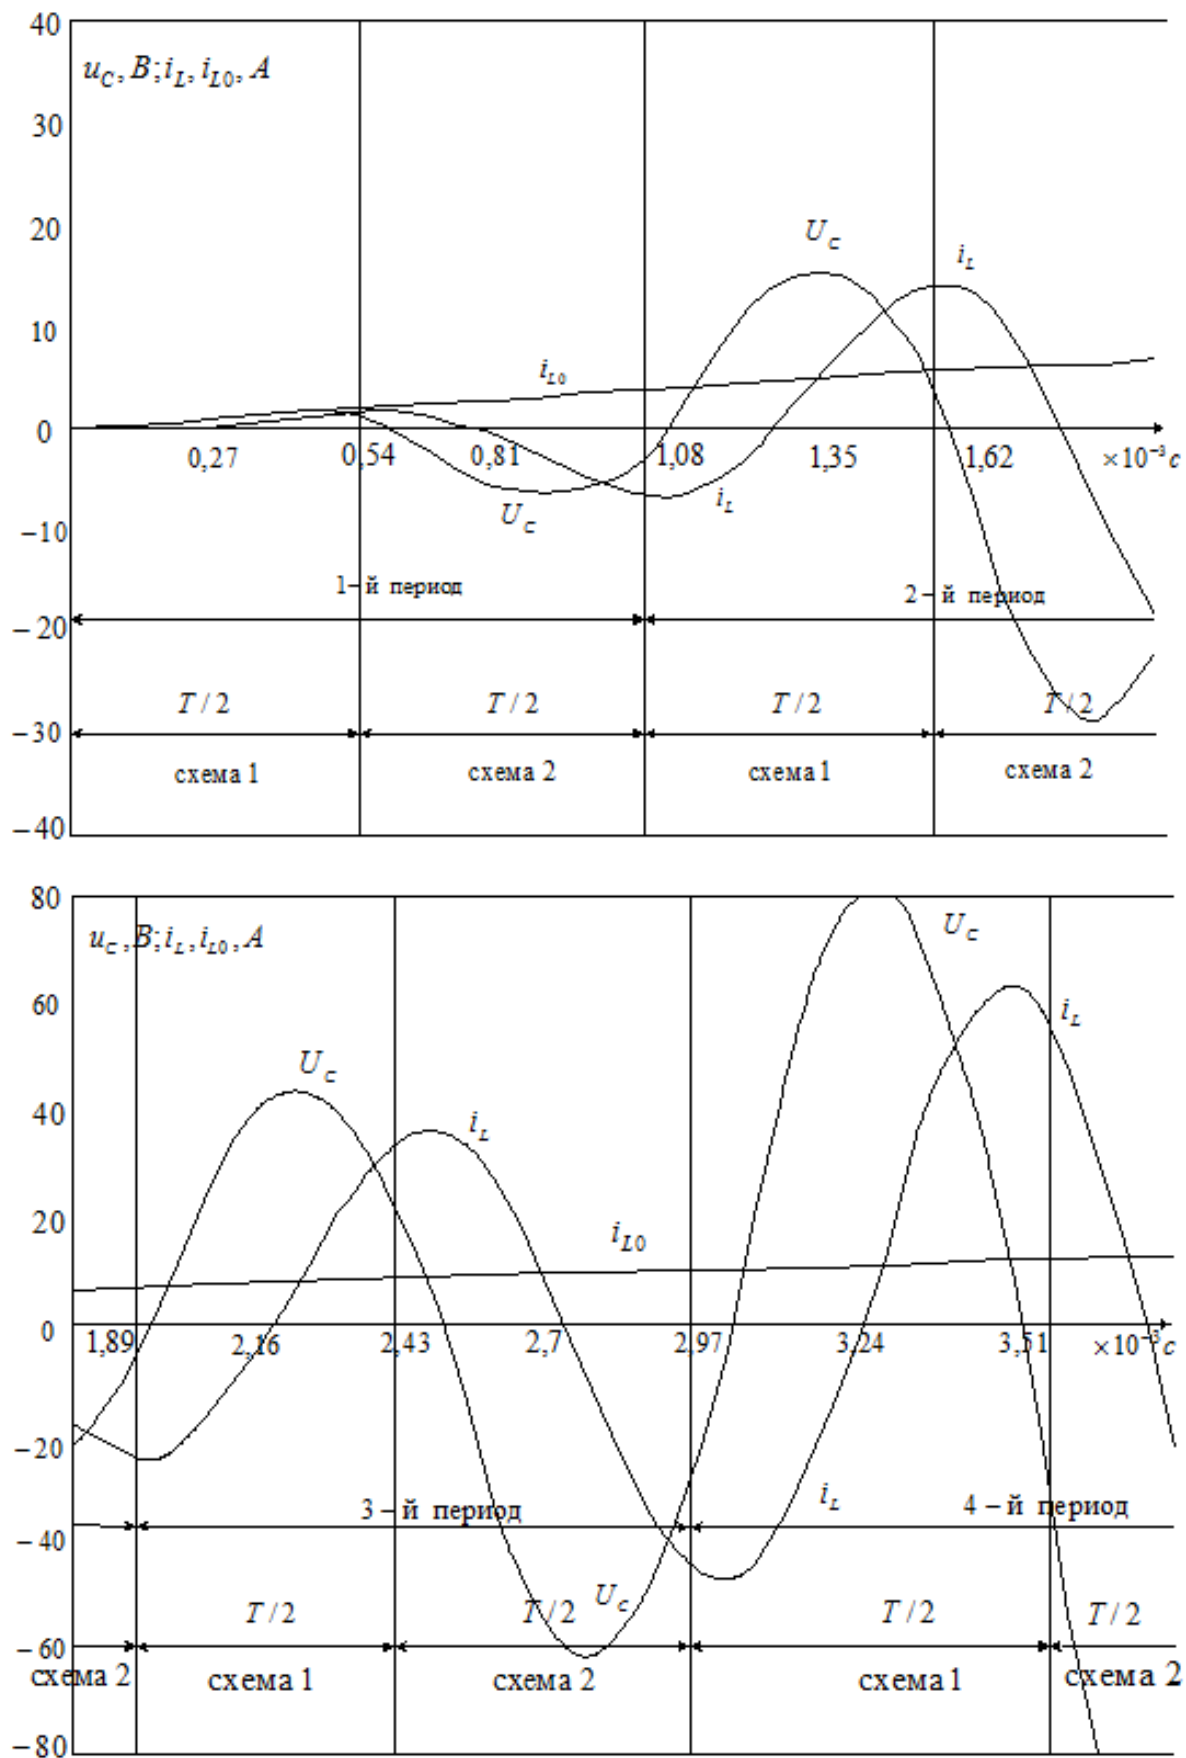 40
u_C, B; i_L, i_L0, A
30
20
U_C
i_L
10
i_L0
0
0,27 0,54 0,81 1,08 1,35 1,62 ×10⁻³c
U_C i_L
−10
1−й период 2−й период
−20
T/2 T/2 T/2 T/2
−30
схема 1 схема 2 схема 1 схема 2
−40
80
u_C, B; i_L, i_L0, A U_C
60 i_L
U_C
40 i_L
20 i_L0
0 1,89 2,16 2,43 2,7 2,97 3,24 3,51 ×10⁻³c
−20
i_L
3−й период 4−й период
−40
U_C
T/2 T/2 T/2 T/2
−60
схема 2 схема 1 схема 2 схема 1 схема 2
−80